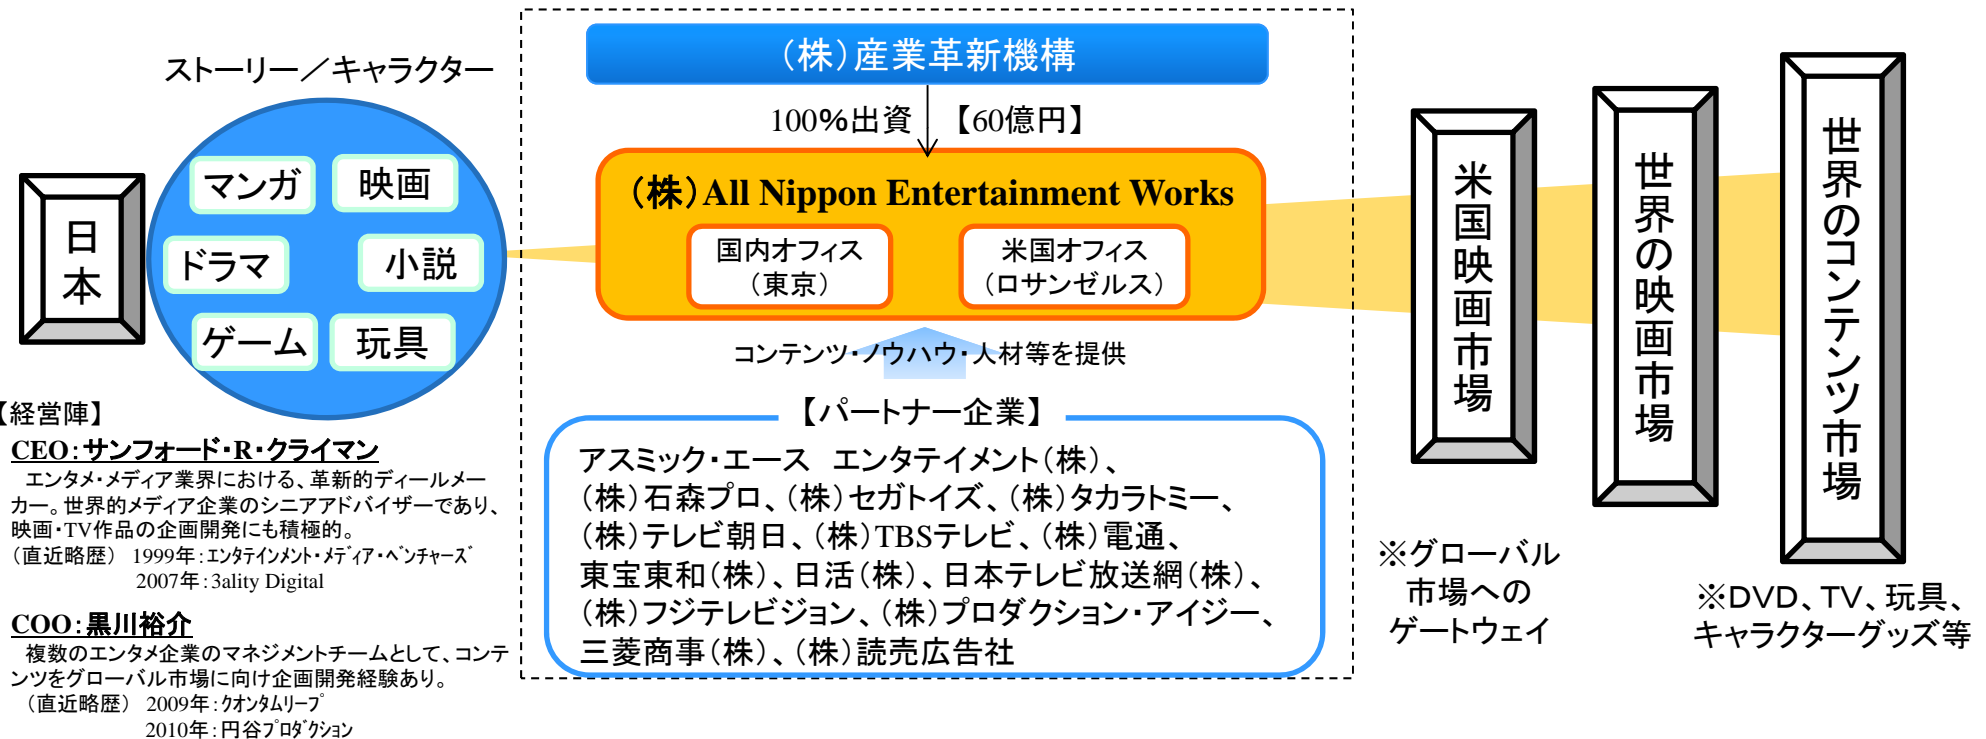 ストーリー／キャラクター
日本
マンガ
映画
ドラマ
小説
ゲーム
玩具
（株）産業革新機構
100%出資 【60億円】
（株）All Nippon Entertainment Works
国内オフィス
（東京）
米国オフィス
（ロサンゼルス）
コンテンツ・ノウハウ・人材等を提供
【パートナー企業】
アスミック・エース　エンタテイメント（株）、
（株）石森プロ、（株）セガトイズ、（株）タカラトミー、
（株）テレビ朝日、（株）TBSテレビ、（株）電通、
東宝東和（株）、日活（株）、日本テレビ放送網（株）、
（株）フジテレビジョン、（株）プロダクション・アイジー、
三菱商事（株）、（株）読売広告社
米国映画市場
世界の映画市場
世界のコンテンツ市場
※グローバル
市場への
ゲートウェイ
※DVD、TV、玩具、
キャラクターグッズ等
【経営陣】
CEO：サンフォード・R・クライマン
エンタメ・メディア業界における、革新的ディールメー
カー。世界的メディア企業のシニアアドバイザーであり、
映画・TV作品の企画開発にも積極的。
（直近略歴）　1999年：ｴﾝﾀﾃｲﾝﾒﾝﾄ・ﾒﾃﾞｨｱ・ﾍﾞﾝﾁｬｰｽﾞ
2007年：3ality Digital
COO：黒川裕介
複数のエンタメ企業のマネジメントチームとして、コンテ
ンツをグローバル市場に向け企画開発経験あり。
（直近略歴）　2009年：ｸｵﾝﾀﾑﾘｰﾌﾟ
2010年：円谷ﾌﾟﾛﾀﾞｸｼｮﾝ